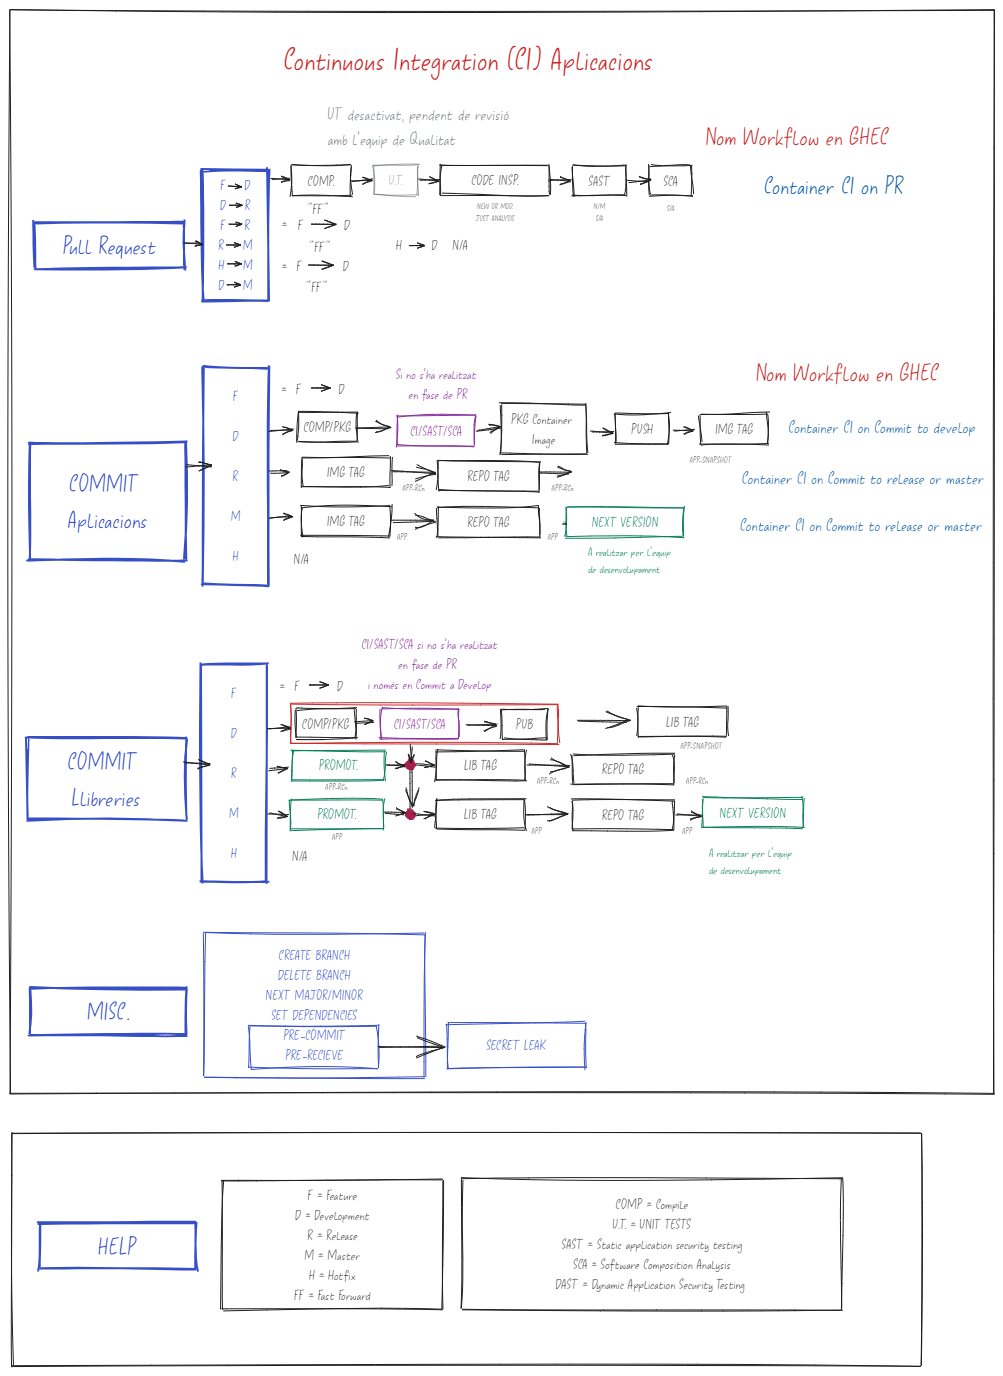 Continuous Integration (CI) Aplicacions
UT desactivat, pendent de revisió
amb l'equip de Qualitat
Nom Workflow en GHEC
Container CI on PR
Pull Request
F → D
D → R
F → R
R → M
H → M
D → M
COMP. → U.T. → CODE INSP. → SAST → SCA
NEW OR MDR
JUST ANALYSE
N/M
S/A
S/A
"FF"
= F → D
"FF"
= F → D
"FF"
H → D N/A
Nom Workflow en GHEC
COMMIT
Aplicacions
F
D
R
M
H
= F → D
Si no s'ha realitzat
en fase de PR
COMP/PKG
CI/SAST/SCA
PKG Container
Image
PUSH
IMG TAG
APP-SNAPSHOT
Container CI on Commit to develop
IMG TAG
APP-RCn
REPO TAG
APP-RCn
Container CI on Commit to release or master
IMG TAG
APP
REPO TAG
APP
NEXT VERSION
Container CI on Commit to release or master
A realitzar per l'equip
de desenvolupament
N/A
CI/SAST/SCA si no s'ha realitzat
en fase de PR
i només en Commit a Develop
COMMIT
Llibreries
F
D
R
M
H
= F → D
COMP/PKG
CI/SAST/SCA
PUB
LIB TAG
APP-SNAPSHOT
PROMOT.
APP-RCn
LIB TAG
APP-RCn
REPO TAG
APP-RCn
PROMOT.
APP
LIB TAG
APP
REPO TAG
APP
NEXT VERSION
A realitzar per l'equip
de desenvolupament
N/A
MISC.
CREATE BRANCH
DELETE BRANCH
NEXT MAJOR/MINOR
SET DEPENDENCIES
PRE-COMMIT
PRE-RECIEVE
SECRET LEAK
HELP
F = Feature
D = Development
R = Release
M = Master
H = Hotfix
FF = Fast Forward
COMP = Compile
U.T. = UNIT TESTS
SAST = Static application security testing
SCA = Software Composition Analysis
DAST = Dynamic Application Security Testing